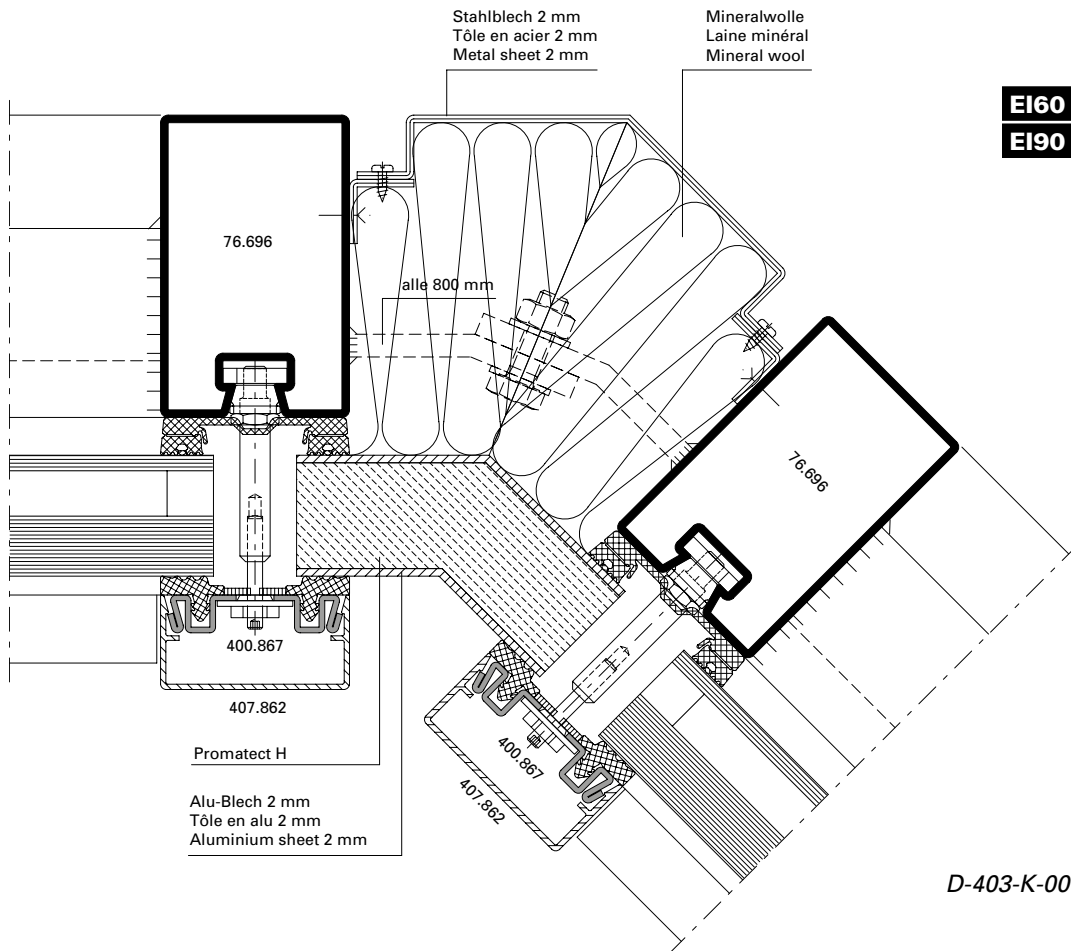 Stahlblech 2 mm
Tôle en acier 2 mm
Metal sheet 2 mm
Mineralwolle
Laine minéral
Mineral wool
EI60
EI90
76.696
alle 800 mm
76.696
400.867
407.862
400.867
407.862
Promatect H
Alu-Blech 2 mm
Tôle en alu 2 mm
Aluminium sheet 2 mm
D-403-K-00